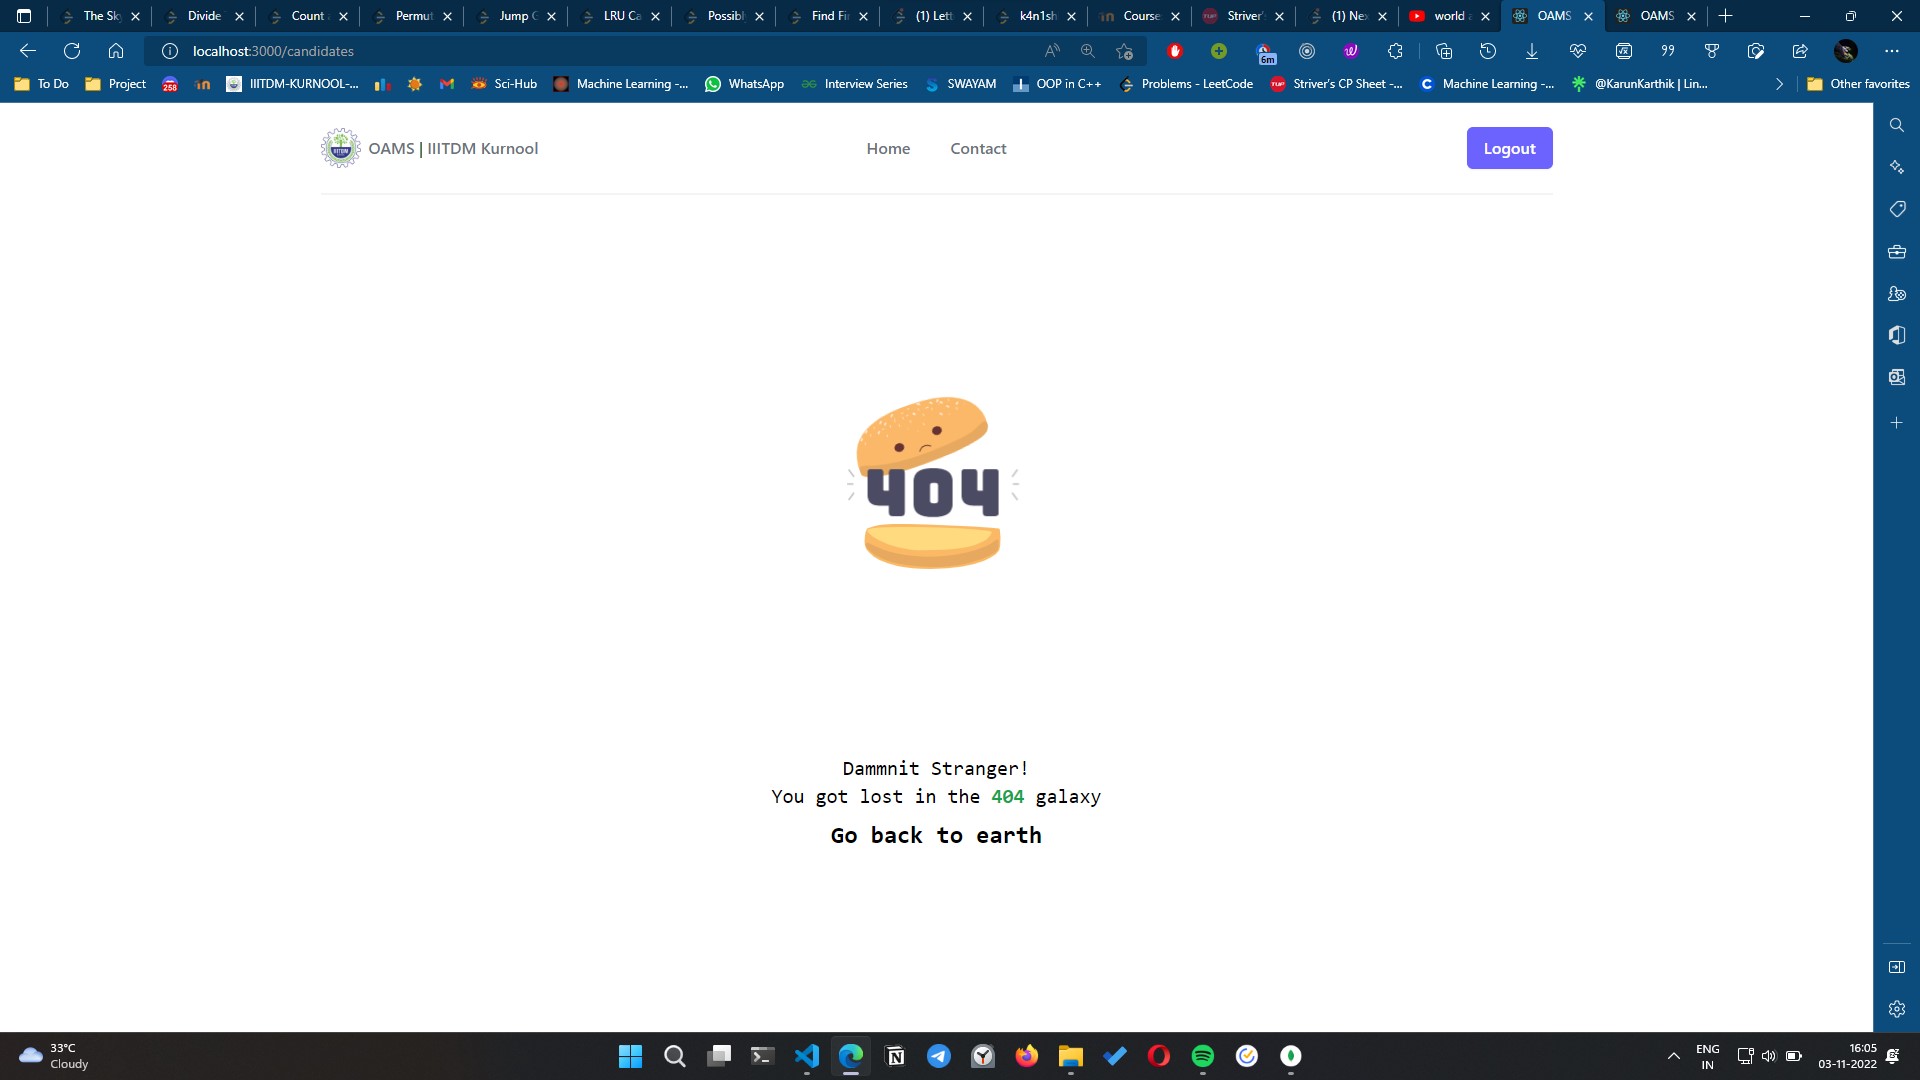 The Sky
Divide
Count
Permut
Jump G
LRU Ca
Possibl
Find Fir
(1) Lett
k4n1sh
Course
Striver'
(1) Nex
world
OAMS
OAMS
localhost:3000/candidates
6m
To Do
Project
258
IIITDM-KURNOOL-...
Sci-Hub
Machine Learning -...
WhatsApp
Interview Series
SWAYAM
OOP in C++
Problems - LeetCode
Striver's CP Sheet -...
Machine Learning -...
@KarunKarthik | Lin...
Other favorites
OAMS | IIITDM Kurnool
Home
Contact
Logout
404
Dammnit Stranger!
You got lost in the 404 galaxy
Go back to earth
33°C
Cloudy
ENG
IN
16:05
03-11-2022